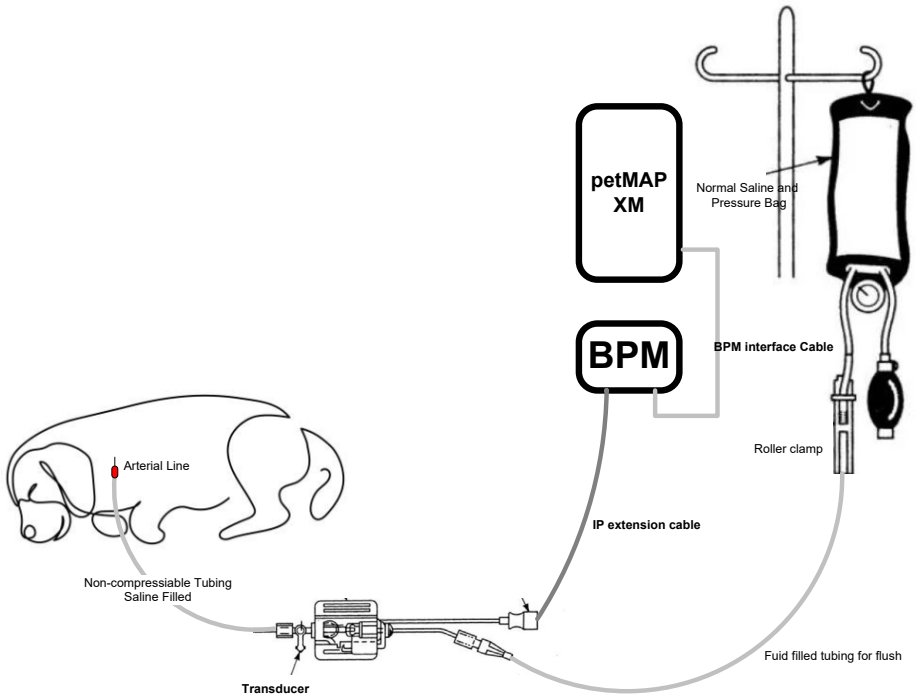 petMAP
XM
Normal Saline and
Pressure Bag
BPM
BPM interface Cable
Arterial Line
Roller clamp
IP extension cable
Non-compressiable Tubing
Saline Filled
Fuid filled tubing for flush
Transducer